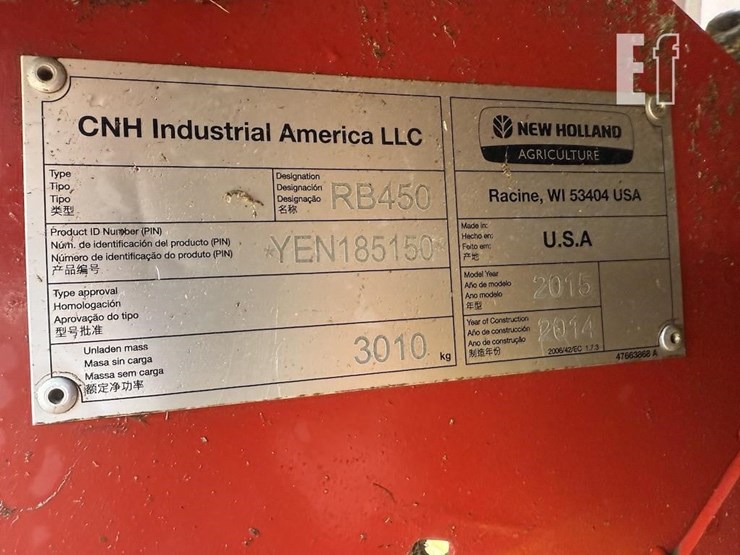 Ef
CNH Industrial America LLC
NEW HOLLAND
AGRICULTURE
Type
Tipo
Tipo
类型
Designation
Designación
Designação
名称
RB450
Racine, WI 53404 USA
Product ID Number (PIN)
Núm. de identificación del producto (PIN)
Número de identificação do produto (PIN)
产品编号
*YEN185150*
Made in:
Hecho en:
Feito em:
产地
U.S.A
Type approval
Homologación
Aprovação do tipo
型号批准
Model Year
Año de modelo
Ano modelo
年型
2015
Unladen mass
Masa sin carga
Massa sem carga
额定净功率
3010 kg
Year of Construction
Año de construcción
Ano de construção
制造年份
2014
2006/42/EC 1.7.3
47663868 A